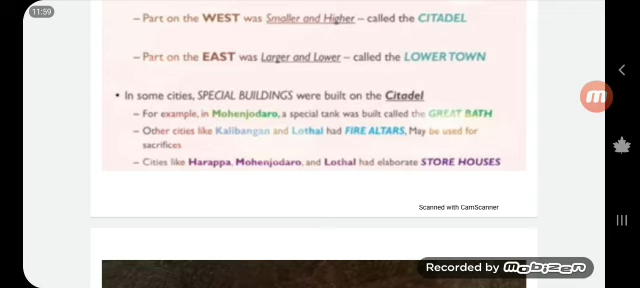 11:59
– Part on the WEST was Smaller and Higher – called the CITADEL
– Part on the EAST was Larger and Lower – called the LOWER TOWN
• In some cities, SPECIAL BUILDINGS were built on the Citadel
– For example, in Mohenjodaro, a special tank was built called the GREAT BATH
– Other cities like Kalibangan and Lothal had FIRE ALTARS, May be used for
sacrifices
– Cities like Harappa, Mohenjodaro, and Lothal had elaborate STORE HOUSES
Scanned with CamScanner
Recorded by mobizen